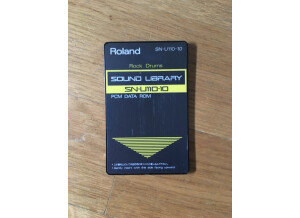 Roland SN-U110-10
Rock Drums
SOUND LIBRARY
SN-U110-10
PCM DATA ROM